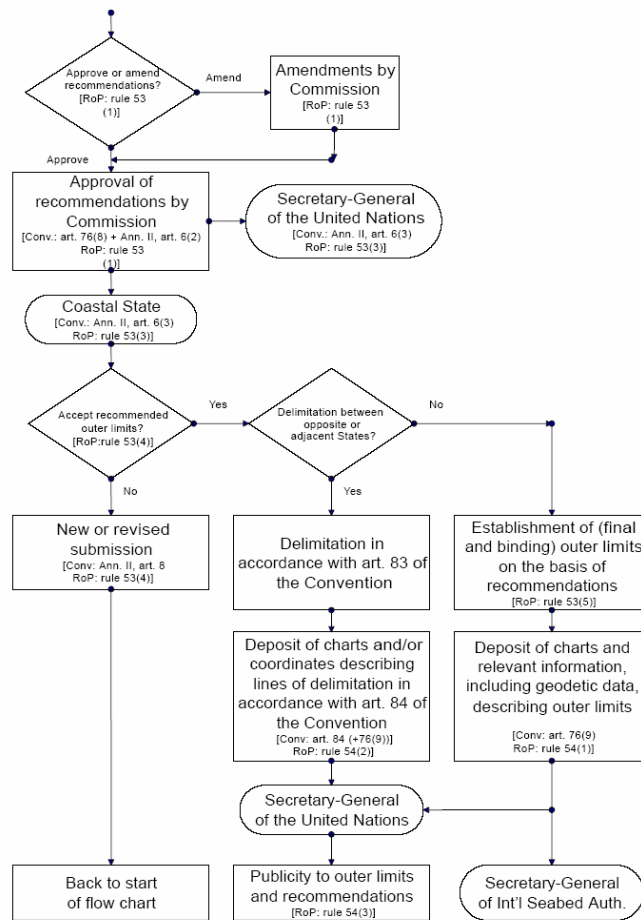 Approve or amend
recommendations?
[RoP: rule 53
(1)]
Amend
Amendments by
Commission
[RoP: rule 53
(1)]
Approve
Approval of
recommendations by
Commission
[Conv.: art. 76(8) + Ann. II, art. 6(2)
RoP: rule 53
(1)]
Secretary-General
of the United Nations
[Conv.: Ann. II, art. 6(3)
RoP: rule 53(3)]
Coastal State
[Conv.: Ann. II, art. 6(3)
RoP: rule 53(3)]
Accept recommended
outer limits?
[RoP:rule 53(4)]
Yes
Delimitation between
opposite or
adjacent States?
No
No
Yes
New or revised
submission
[Conv: Ann. II, art. 8
RoP: rule 53(4)]
Delimitation in
accordance with art. 83 of
the Convention
Establishment of (final
and binding) outer limits
on the basis of
recommendations
[RoP: rule 53(5)]
Deposit of charts and/or
coordinates describing
lines of delimitation in
accordance with art. 84 of
the Convention
[Conv: art. 84 (+76(9))]
RoP: rule 54(2)]
Deposit of charts and
relevant information,
including geodetic data,
describing outer limits
[Conv: art. 76(9)
RoP: rule 54(1)]
Secretary-General
of the United Nations
Back to start
of flow chart
Publicity to outer limits
and recommendations
[RoP: rule 54(3)]
Secretary-General
of Int'l Seabed Auth.